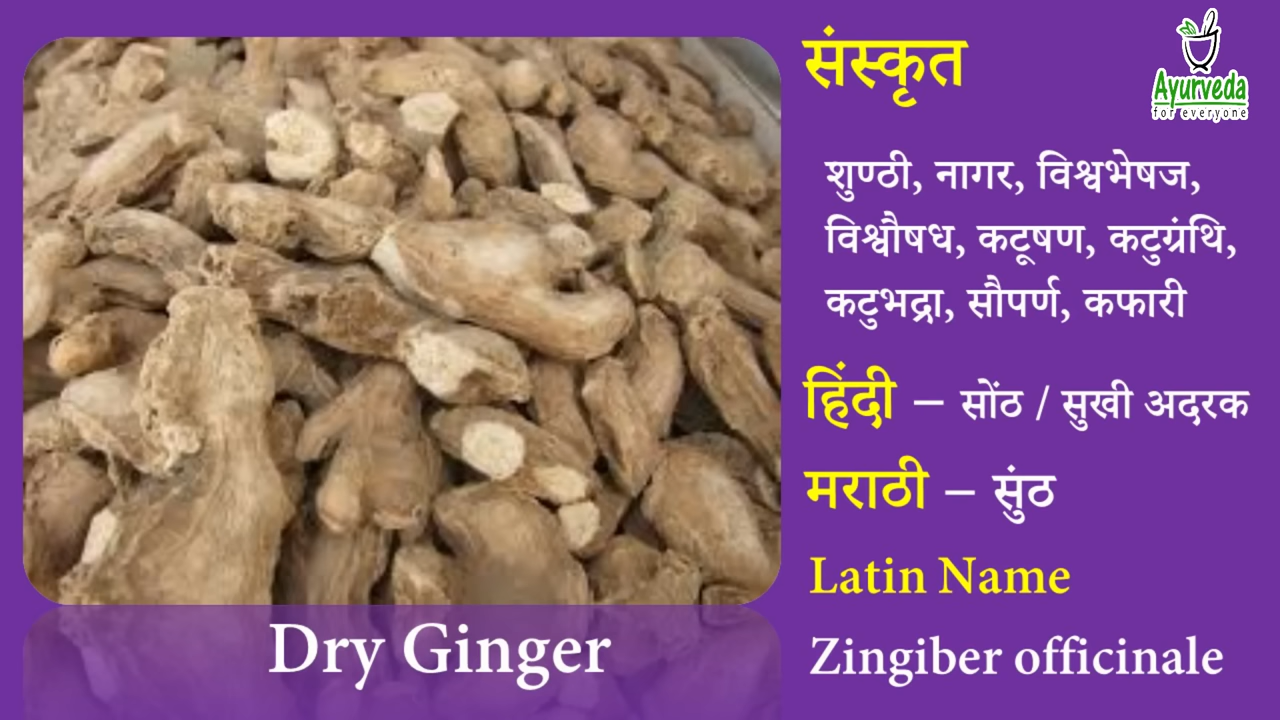 संस्कृत
Ayurveda
for everyone
शुण्ठी, नागर, विश्वभेषज,
विश्वौषध, कटूषण, कटुग्रंथि,
कटुभद्रा, सौपर्ण, कफारी
हिंदी – सोंठ / सुखी अदरक
मराठी – सुंठ
Latin Name
Zingiber officinale
Dry Ginger